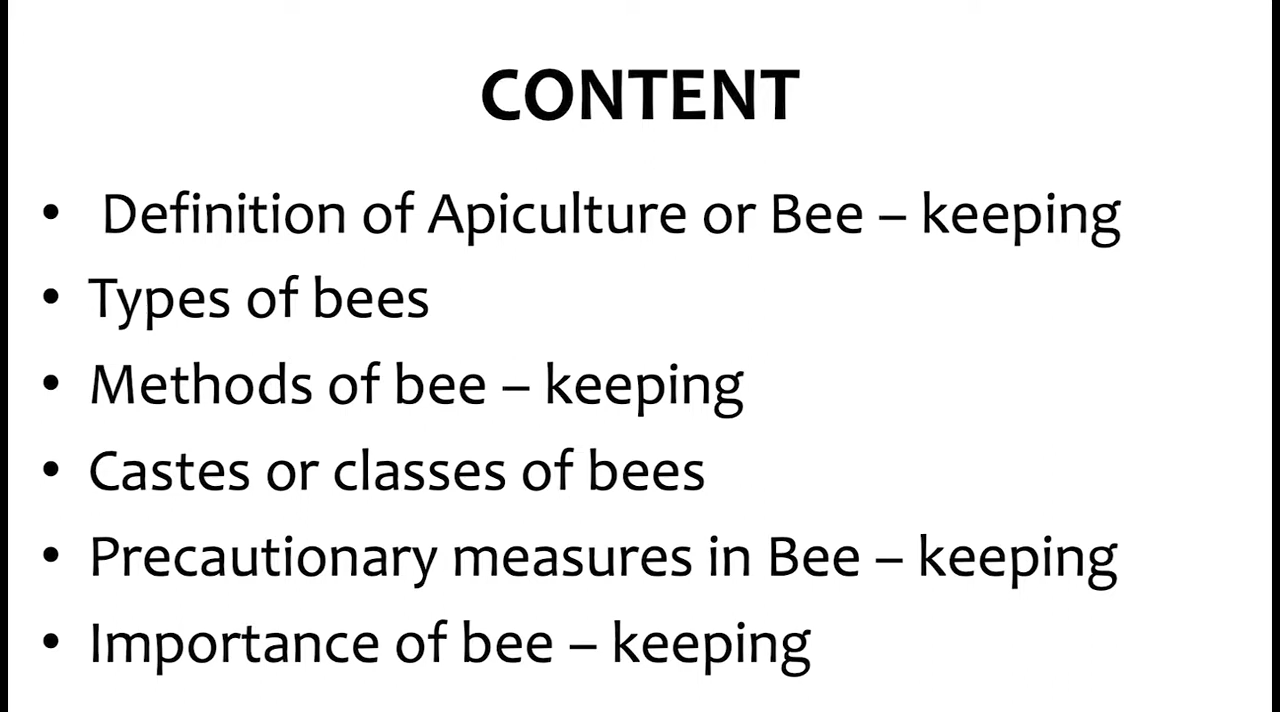 CONTENT
• Definition of Apiculture or Bee – keeping
• Types of bees
• Methods of bee – keeping
• Castes or classes of bees
• Precautionary measures in Bee – keeping
• Importance of bee – keeping